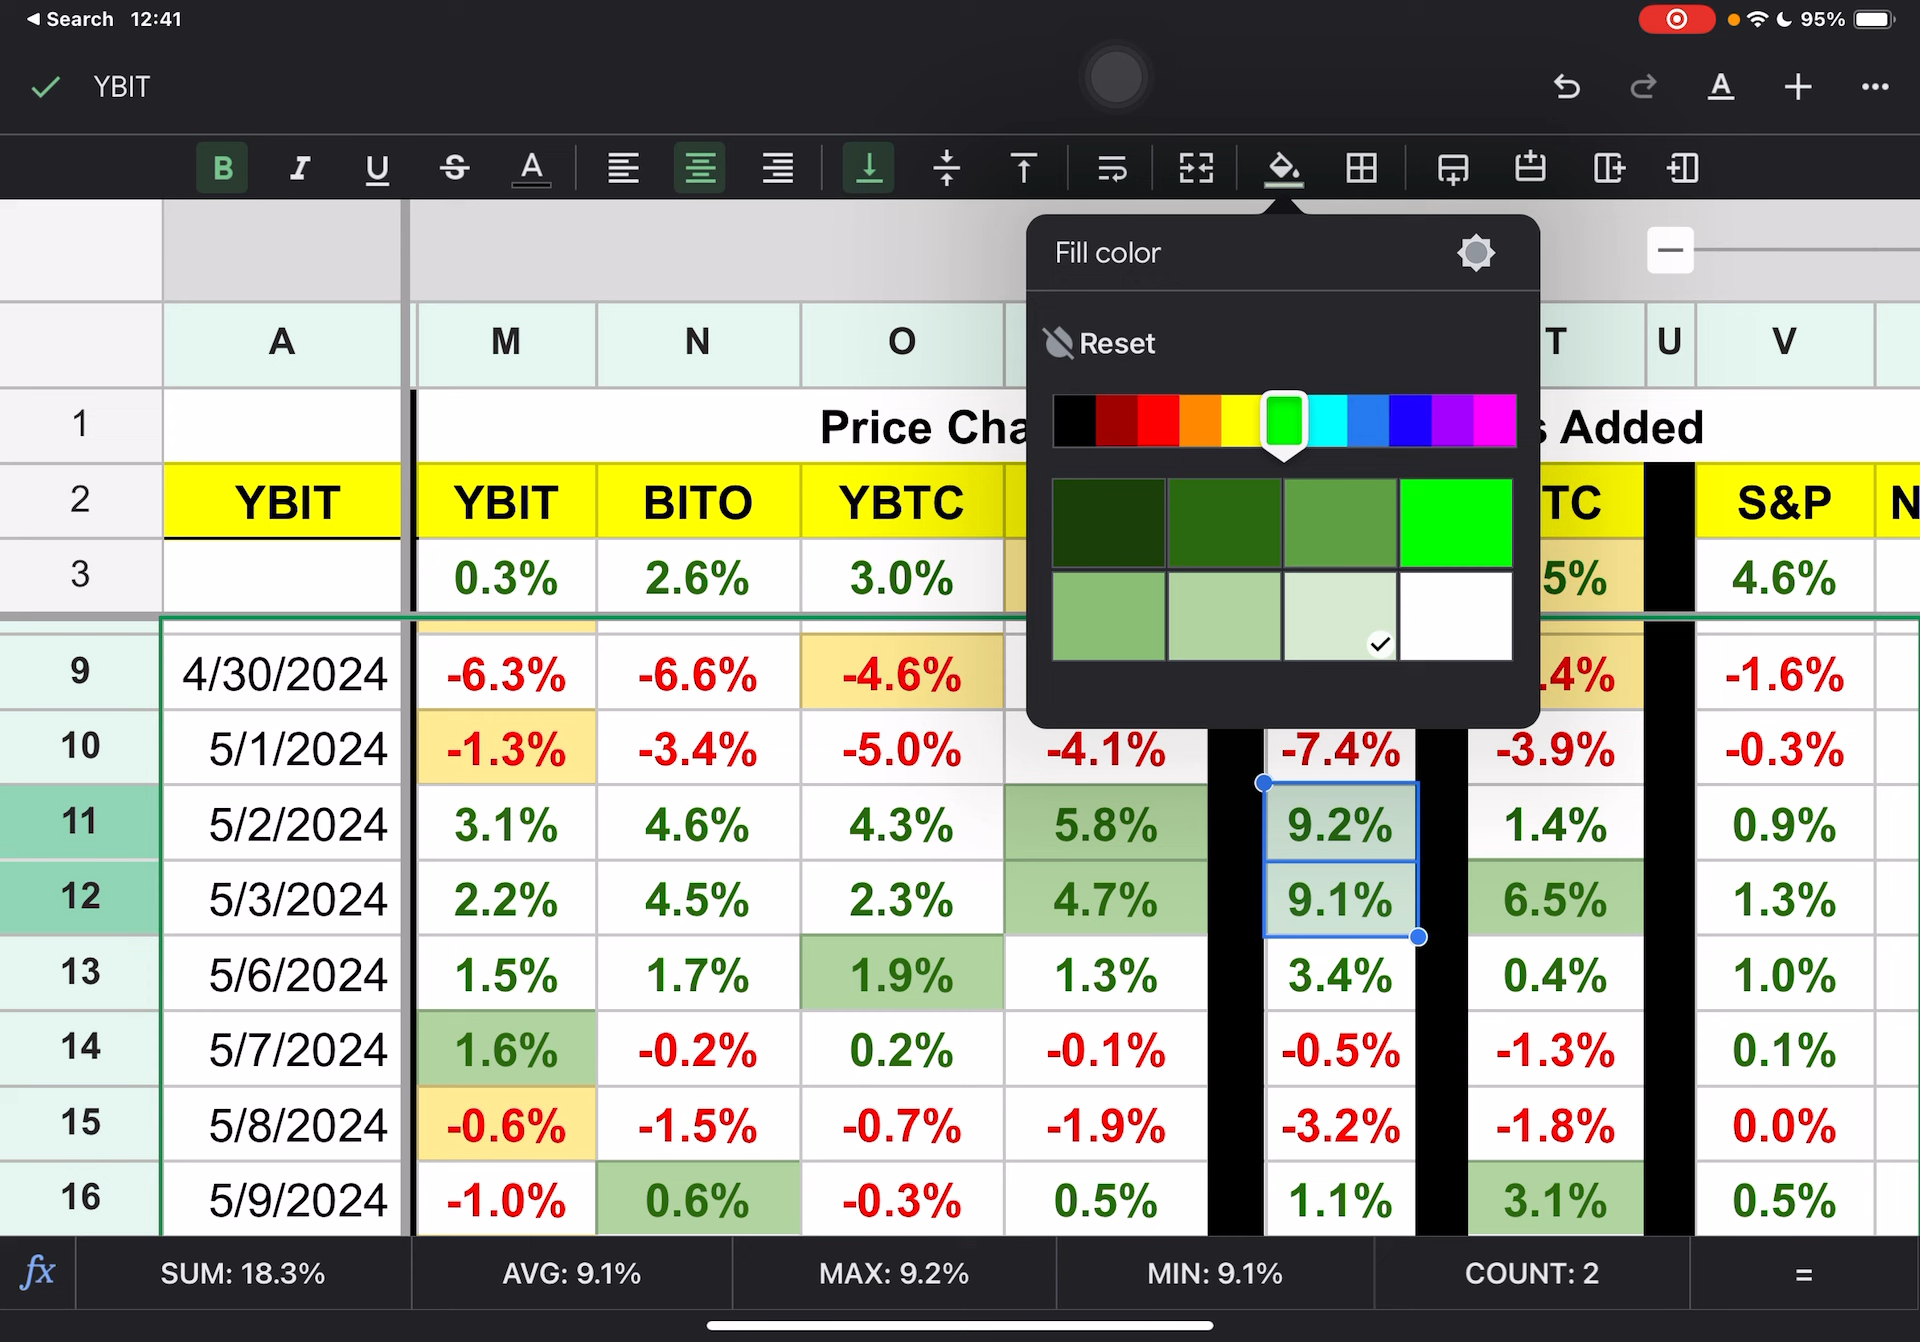 Search 12:41 95%
YBIT
B I U S A
Fill color
Reset
A M N O T U V
1 Price Cha s Added
2 YBIT YBIT BITO YBTC TC S&P N
3 0.3% 2.6% 3.0% 5% 4.6%
9 4/30/2024 -6.3% -6.6% -4.6% .4% -1.6%
10 5/1/2024 -1.3% -3.4% -5.0% -4.1% -7.4% -3.9% -0.3%
11 5/2/2024 3.1% 4.6% 4.3% 5.8% 9.2% 1.4% 0.9%
12 5/3/2024 2.2% 4.5% 2.3% 4.7% 9.1% 6.5% 1.3%
13 5/6/2024 1.5% 1.7% 1.9% 1.3% 3.4% 0.4% 1.0%
14 5/7/2024 1.6% -0.2% 0.2% -0.1% -0.5% -1.3% 0.1%
15 5/8/2024 -0.6% -1.5% -0.7% -1.9% -3.2% -1.8% 0.0%
16 5/9/2024 -1.0% 0.6% -0.3% 0.5% 1.1% 3.1% 0.5%
fx SUM: 18.3% AVG: 9.1% MAX: 9.2% MIN: 9.1% COUNT: 2 =